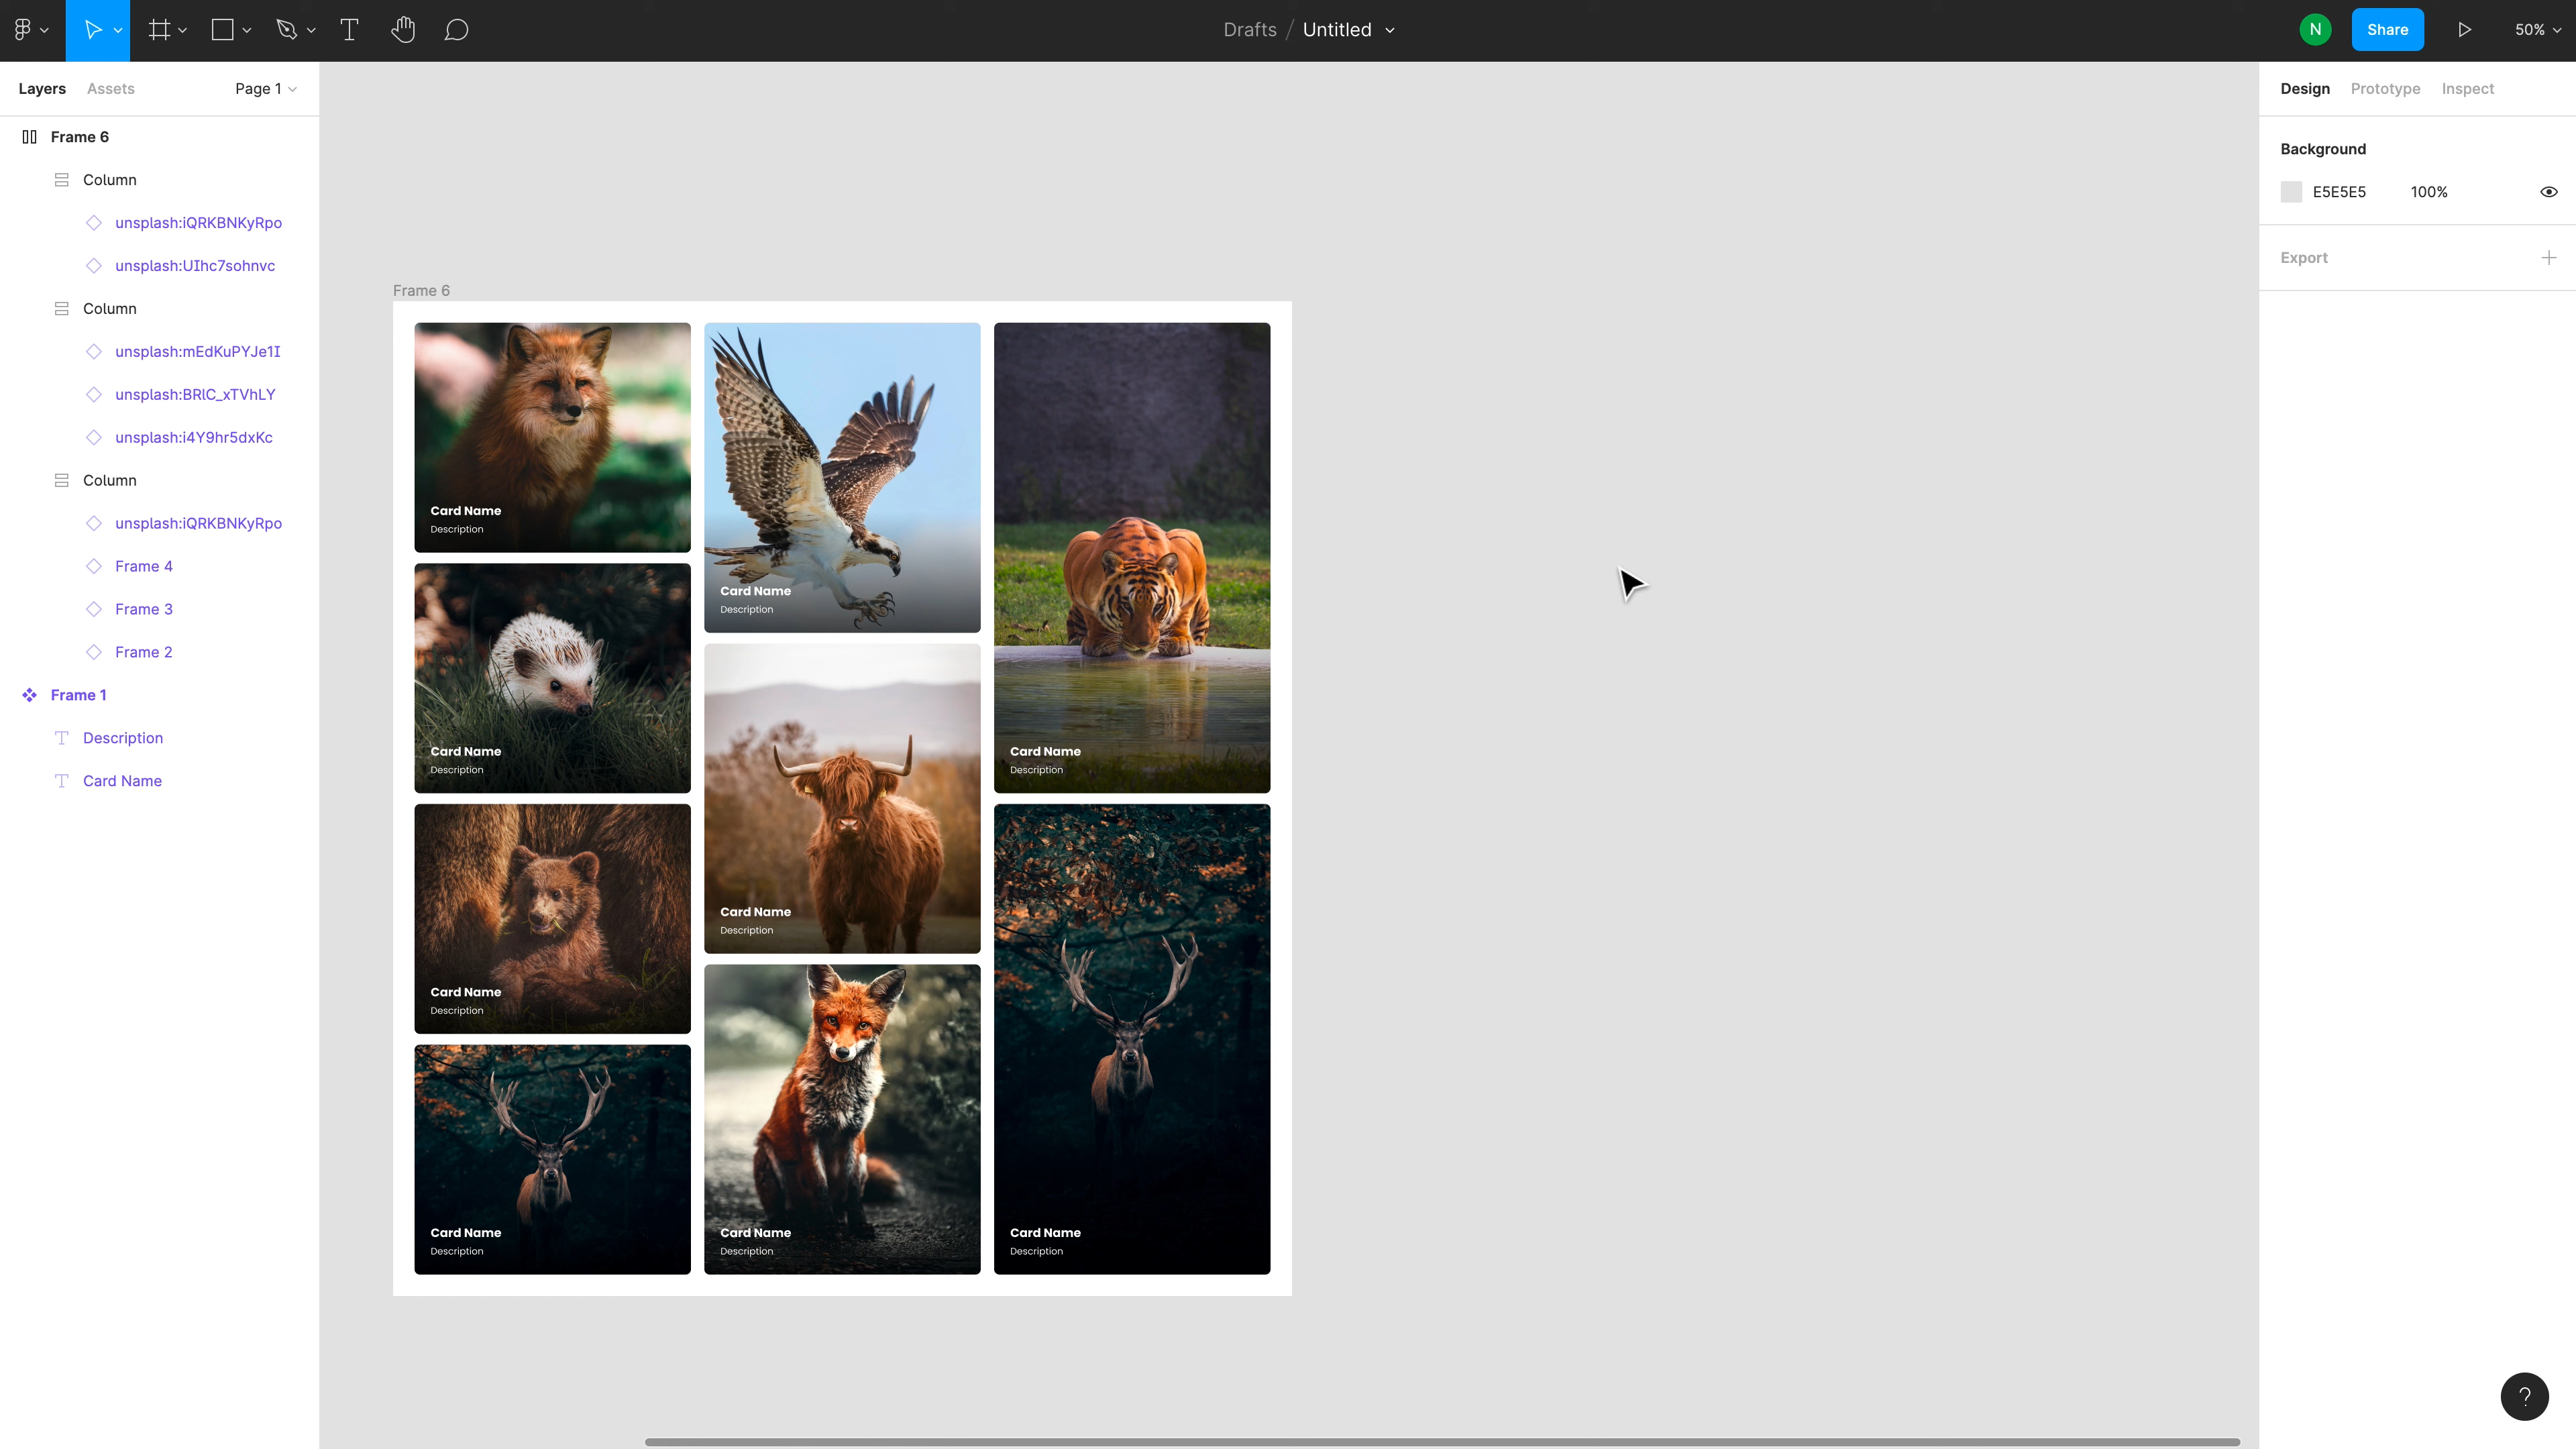 Drafts / Untitled
N
Share
50%
Layers
Assets
Page 1
Frame 6
Column
unsplash:iQRKBNKyRpo
unsplash:UIhc7sohnvc
Column
unsplash:mEdKuPYJe1I
unsplash:BRlC_xTVhLY
unsplash:i4Y9hr5dxKc
Column
unsplash:iQRKBNKyRpo
Frame 4
Frame 3
Frame 2
Frame 1
Description
Card Name
Frame 6
Card Name
Description
Card Name
Description
Card Name
Description
Card Name
Description
Card Name
Description
Card Name
Description
Card Name
Description
Card Name
Description
Card Name
Description
Design
Prototype
Inspect
Background
E5E5E5
100%
Export
?